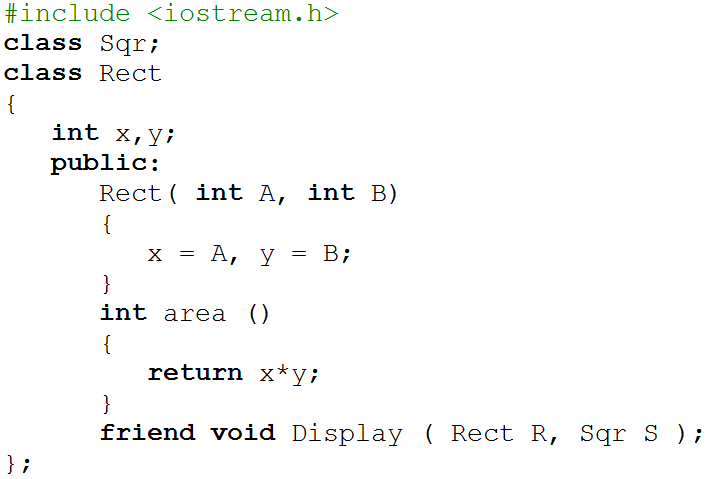 #include <iostream.h>
class Sqr;
class Rect
{
int x,y;
public:
Rect( int A, int B)
{
x = A, y = B;
}
int area ()
{
return x*y;
}
friend void Display ( Rect R, Sqr S );
};